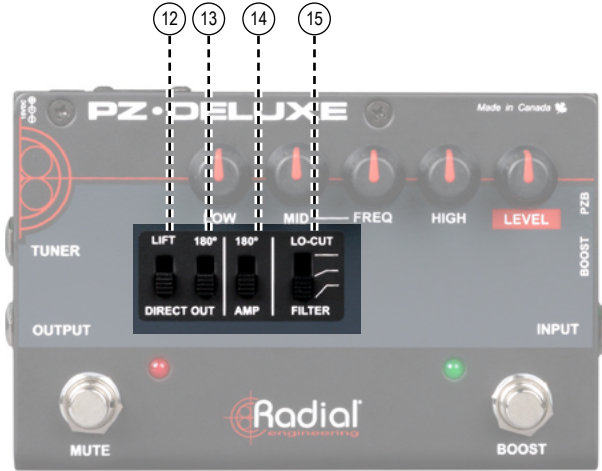 12 13 14 15
PZ•DELUXE
Made in Canada
15VDC
LOW MID FREQ HIGH LEVEL
PZB
BOOST
TUNER
LIFT 180° 180° LO-CUT
DIRECT OUT AMP FILTER
OUTPUT INPUT
Radial
engineering
MUTE BOOST